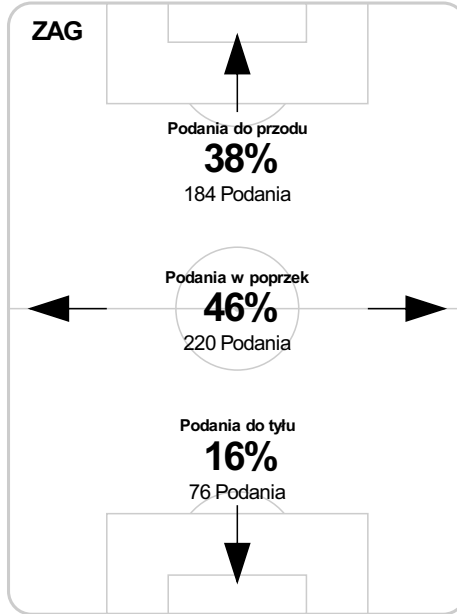 ZAG
Podania do przodu
38%
184 Podania
Podania w poprzek
46%
220 Podania
Podania do tyłu
16%
76 Podania